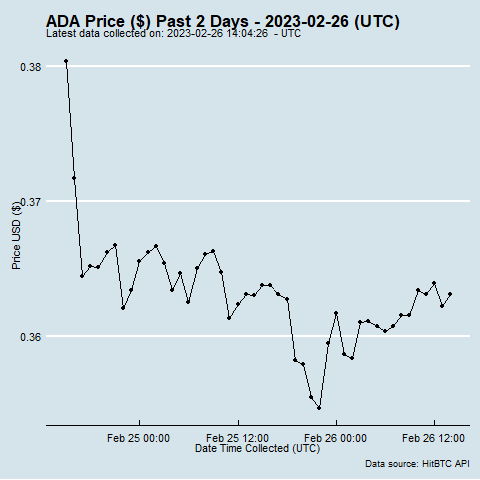 ADA Price ($) Past 2 Days - 2023-02-26 (UTC)
Latest data collected on: 2023-02-26 14:04:26 - UTC
0.38
0.37
0.36
Price USD ($)
Feb 25 00:00
Feb 25 12:00
Feb 26 00:00
Feb 26 12:00
Date Time Collected (UTC)
Data source: HitBTC API